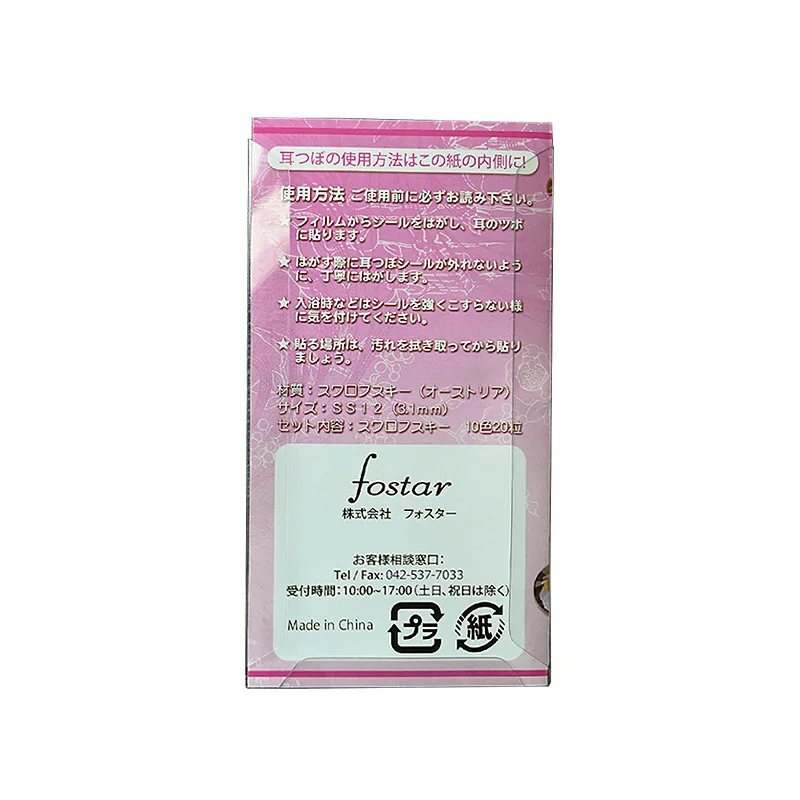 耳つぼの使用方法はこの紙の内側に!
使用方法 ご使用前に必ずお読み下さい。
★ フィルムからシールをはがし、耳のツボ
に貼ります。
★ はがす際に耳つぼシールが外れないよう
に、丁寧にはがします。
★ 入浴時などはシールを強くこすらない様
に気を付けてください。
★ 貼る場所は、汚れを拭き取ってから貼り
ましょう。
材質：スワロフスキー（オーストリア）
サイズ：SS12（3.1mm）
セット内容：スワロフスキー 10色20粒
fostar
株式会社 フォスター
お客様相談窓口：
Tel / Fax: 042-537-7033
受付時間：10:00~17:00（土日、祝日は除く）
Made in China
プラ
紙